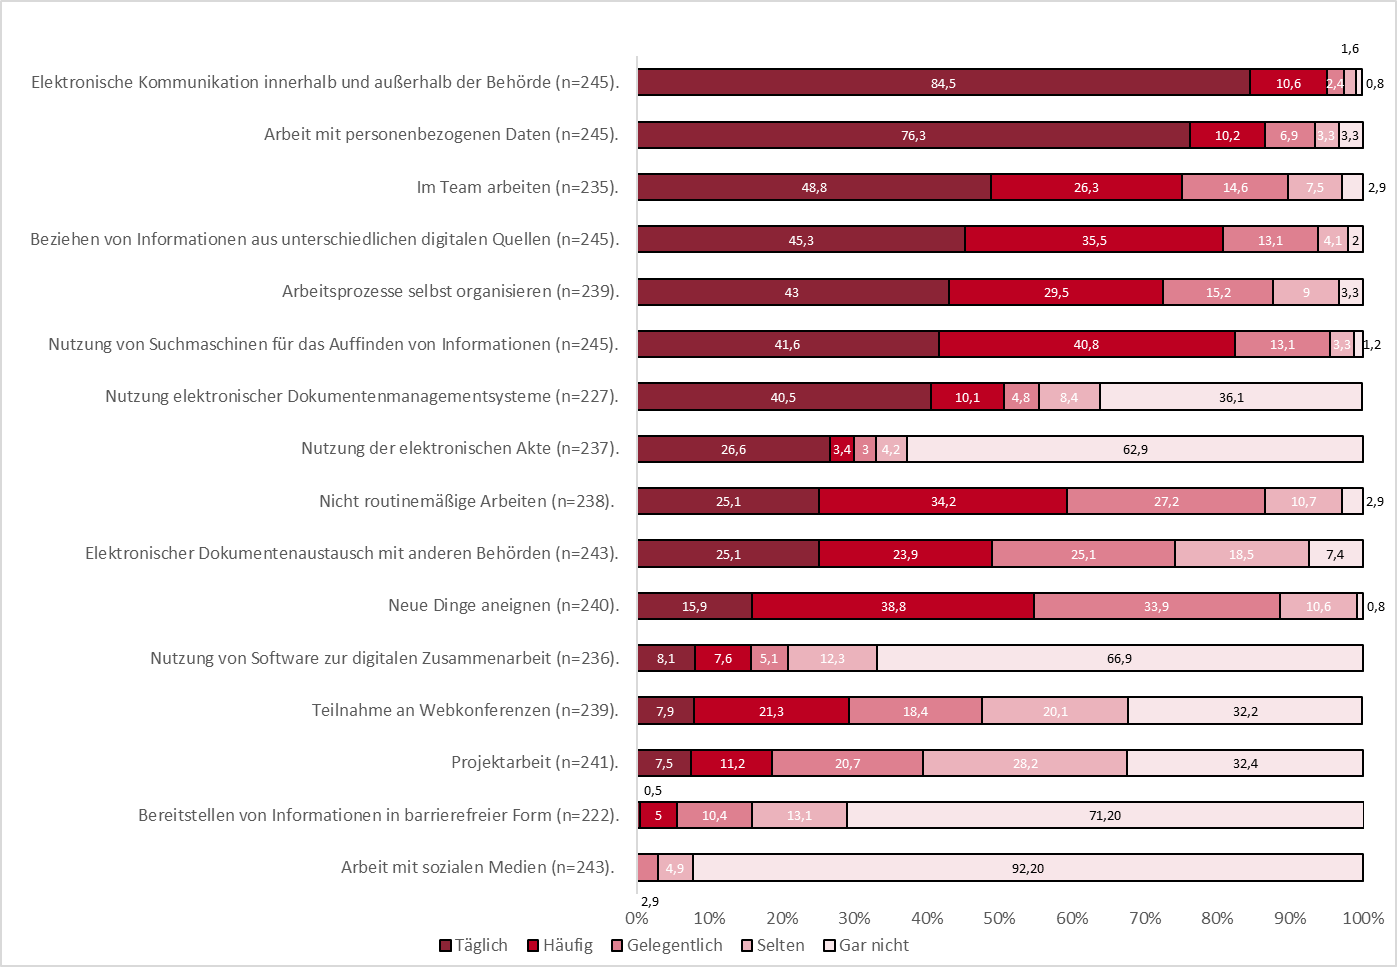 1,6
Elektronische Kommunikation innerhalb und außerhalb der Behörde (n=245). 84,5 10,6 2,4 0,8
Arbeit mit personenbezogenen Daten (n=245). 76,3 10,2 6,9 3,3 3,3
Im Team arbeiten (n=235). 48,8 26,3 14,6 7,5 2,9
Beziehen von Informationen aus unterschiedlichen digitalen Quellen (n=245). 45,3 35,5 13,1 4,1 2
Arbeitsprozesse selbst organisieren (n=239). 43 29,5 15,2 9 3,3
Nutzung von Suchmaschinen für das Auffinden von Informationen (n=245). 41,6 40,8 13,1 3,3 1,2
Nutzung elektronischer Dokumentenmanagementsysteme (n=227). 40,5 10,1 4,8 8,4 36,1
Nutzung der elektronischen Akte (n=237). 26,6 3,4 3 4,2 62,9
Nicht routinemäßige Arbeiten (n=238). 25,1 34,2 27,2 10,7 2,9
Elektronischer Dokumentenaustausch mit anderen Behörden (n=243). 25,1 23,9 25,1 18,5 7,4
Neue Dinge aneignen (n=240). 15,9 38,8 33,9 10,6 0,8
Nutzung von Software zur digitalen Zusammenarbeit (n=236). 8,1 7,6 5,1 12,3 66,9
Teilnahme an Webkonferenzen (n=239). 7,9 21,3 18,4 20,1 32,2
Projektarbeit (n=241). 7,5 11,2 20,7 28,2 32,4
0,5
Bereitstellen von Informationen in barrierefreier Form (n=222). 5 10,4 13,1 71,20
Arbeit mit sozialen Medien (n=243). 4,9 92,20
2,9
0% 10% 20% 30% 40% 50% 60% 70% 80% 90% 100%
Täglich Häufig Gelegentlich Selten Gar nicht